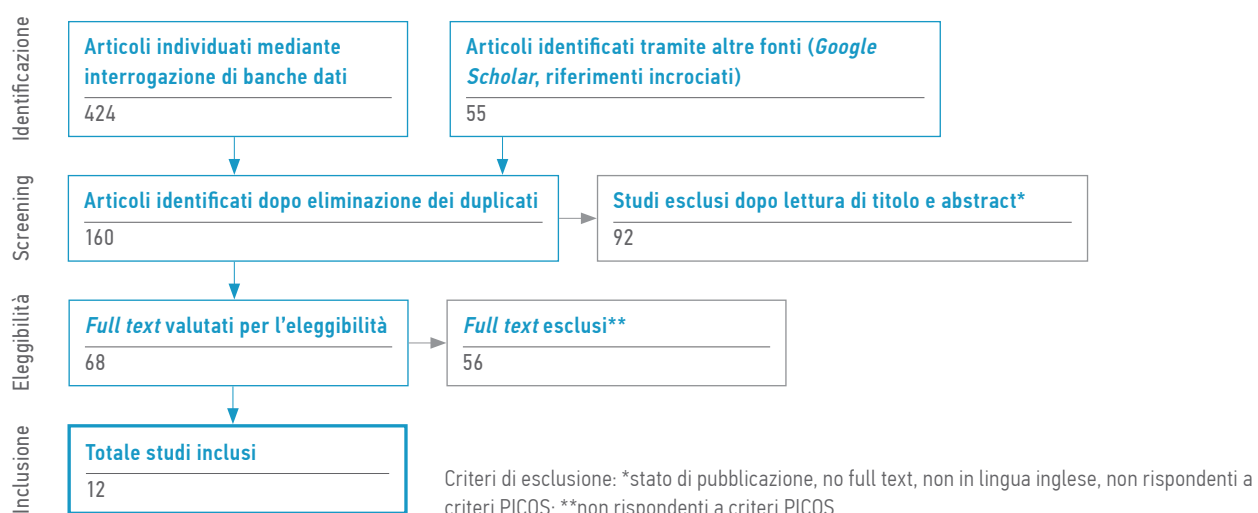 Identificazione
Articoli individuati mediante
interrogazione di banche dati
424
Articoli identificati tramite altre fonti (Google
Scholar, riferimenti incrociati)
55
Screening
Articoli identificati dopo eliminazione dei duplicati
160
Studi esclusi dopo lettura di titolo e abstract*
92
Eleggibilità
Full text valutati per l'eleggibilità
68
Full text esclusi**
56
Inclusione
Totale studi inclusi
12
Criteri di esclusione: *stato di pubblicazione, no full text, non in lingua inglese, non rispondenti a
criteri PICOS; **non rispondenti a criteri PICOS